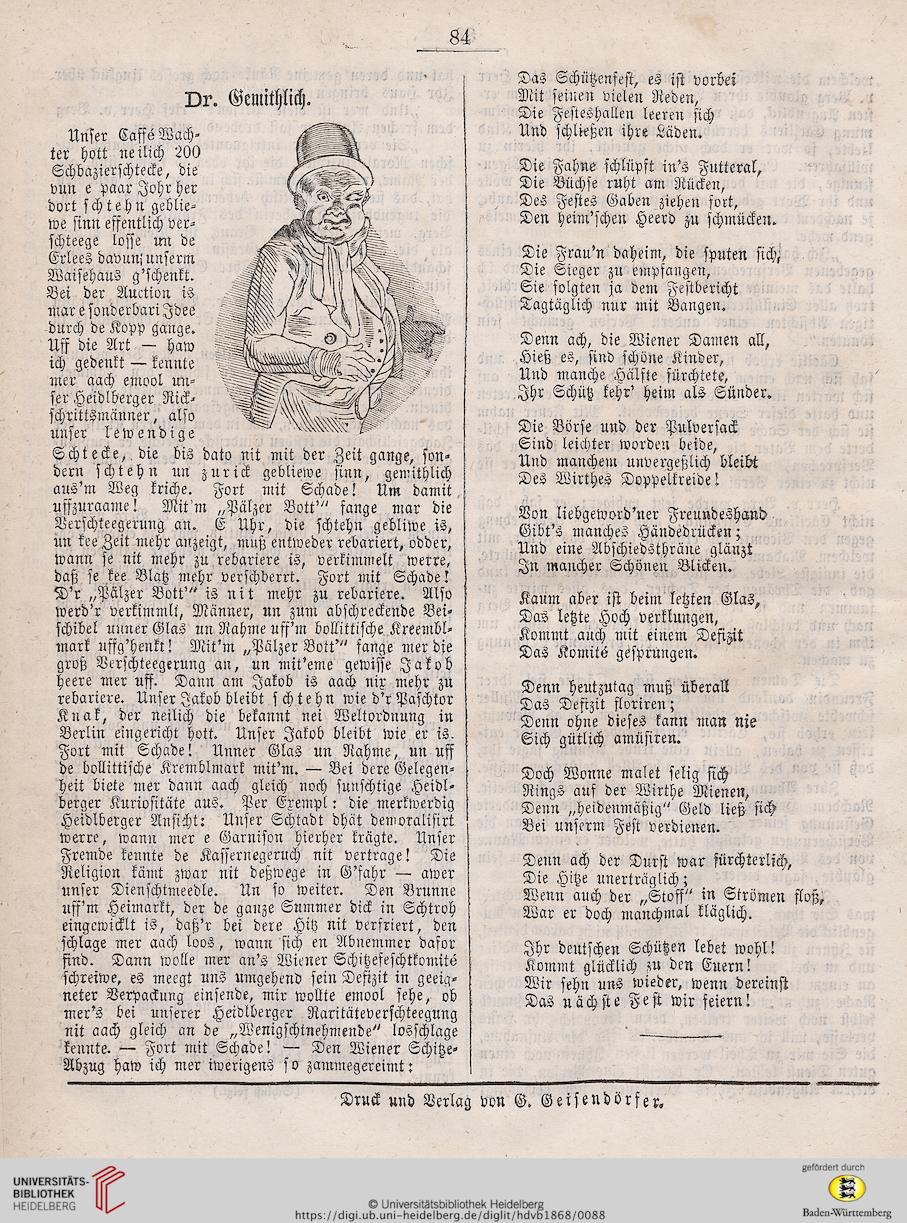 84
Dr. Gemithlich.
Unser Caffé Wach-
ter hott neilich 200
Schbazierschtecke, die
vun e paar Johr her
dort schtehn geblie-
we sinn effentlich ver-
schteege losse un de
Erlees davun unserm
Waisehaus g'schenkt.
Bei der Auction is
mar e sonderbari Idee
durch de Kopp gange.
Uff die Art — haw
ich gedenkt — kennte
mer aach emool un-
ser Heidlberger Rick-
schrittsmänner, also
unser lewendige
Schtecke, die bis dato nit mit der Zeit gange, son-
dern schtehn un zurick gebliewe sinn, gemithlich
aus'm Weg kriche. Fort mit Schade! Um damit
uffzuraame! Mit'm „Pälzer Bott'" fange mar die
Verschteegerung an. E Uhr, die schtehn gebliwe is,
un kee Zeit mehr anzeigt, muß entweder rebariert, odder,
wann se nit mehr zu rebariere is, verkimmelt werre,
daß se kee Blatz mehr verschberrt. Fort mit Schade!
D'r „Pälzer Bott'" is nit mehr zu rebariere. Also
werd'r verkimmlt, Männer, un zum abschreckende Bei-
schibel unner Glas un Rahme uff'm bollittische Kreembl-
mark uffg'henkt! Mit'm „Pälzer Bott'" fange mer die
groß Verschteegerung an, un mit'eme gewisse Jakob
heere mer uff. Dann am Jakob is aach nix mehr zu
rebariere. Unser Jakob bleibt schtehn wie d'r Paschtor
Knak, der neilich die bekannt nei Weltordnung in
Berlin eingericht hott. Unser Jakob bleibt wie er is.
Fort mit Schade! Unner Glas un Rahme, un uff
de bollittische Kremblmark mit'm. — Bei dere Gelegen-
heit biete mer dann aach gleich noch sunschtige Heidl-
berger Kuriositäte aus. Per Exempl: die merkwerdig
Heidlberger Ansicht: Unser Schtadt dhät demoralisirt
werre, wann mer e Garnison hierher krägte. Unser
Fremde kennte de Kassernegeruch nit vertrage! Die
Religion kämt zwar nit deßwege in G'fahr — awer
unser Dienschtmeedle. Un so weiter. Den Brunne
uff'm Heimarkt, der de ganze Summer dick in Schtroh
eingewicklt is, daß'r bei dere Hitz nit verfriert, den
schlage mer aach loos, wann sich en Abnemmer dafor
find. Dann wolle mer an's Wiener Schitzefeschtkomité
schreiwe, es meegt uns umgehend sein Defizit in geeig-
neter Verpackung einsende, mir wollte emool sehe, ob
mer's bei unserer Heidlberger Raritäteverschteegung
nit aach gleich an de „Wenigschtnehmende" losschlage
kennte. — Fort mit Schade! — Den Wiener Schitze-
Abzug haw ich mer iwerigens so zammegereimt:
Das Schützenfest, es ist vorbei
Mit seinen vielen Reden,
Die Festeshallen leeren sich
Und schließen ihre Läden.
Die Fahne schlüpft in's Futteral,
Die Büchse ruht am Rücken,
Des Festes Gaben ziehen fort,
Den heim'schen Heerd zu schmücken.
Die Frau'n daheim, die sputen sich,
Die Sieger zu empfangen,
Sie folgten ja dem Festbericht
Tagtäglich nur mit Bangen.
Denn ach, die Wiener Damen all,
Hieß es, sind schöne Kinder,
Und manche Hälfte fürchtete,
Ihr Schütz kehr' heim als Sünder.
Die Börse und der Pulversack
Sind leichter worden beide,
Und manchem unvergeßlich bleibt
Des Wirthes Doppelkreide!
Von liebgeword'ner Freundeshand
Gibt's manches Händedrücken;
Und eine Abschiedsthräne glänzt
In mancher Schönen Blicken.
Kaum aber ist beim letzten Glas,
Das letzte Hoch verklungen,
Kommt auch mit einem Defizit
Das Komité gesprungen.
Denn heutzutag muß überall
Das Defizit floriren;
Denn ohne dieses kann man nie
Sich gütlich amüsiren.
Doch Wonne malet selig sich
Rings auf der Wirthe Mienen,
Denn „heidenmäßig" Geld ließ sich
Bei unserm Fest verdienen.
Denn ach der Durst war fürchterlich,
Die Hitze unerträglich;
Wenn auch der „Stoff" in Strömen floß,
War er doch manchmal kläglich.
Ihr deutschen Schützen lebet wohl!
Kommt glücklich zu den Euern!
Wir sehn uns wieder, wenn dereinst
Das nächste Fest wir feiern!
Druck und Verlag von G. Geisendörfer.
UNIVERSITÄTS-
BIBLIOTHEK
HEIDELBERG
© Universitätsbibliothek Heidelberg
https://digi.ub.uni-heidelberg.de/diglit/hdvb1868/0088
gefördert durch
Baden-Württemberg